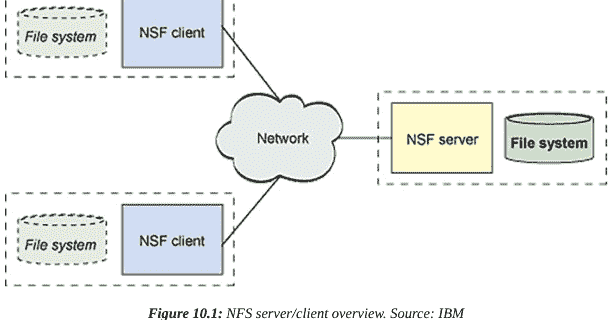 File system
NSF client
Network
NSF server
File system
File system
NSF client
Figure 10.1: NFS server/client overview. Source: IBM